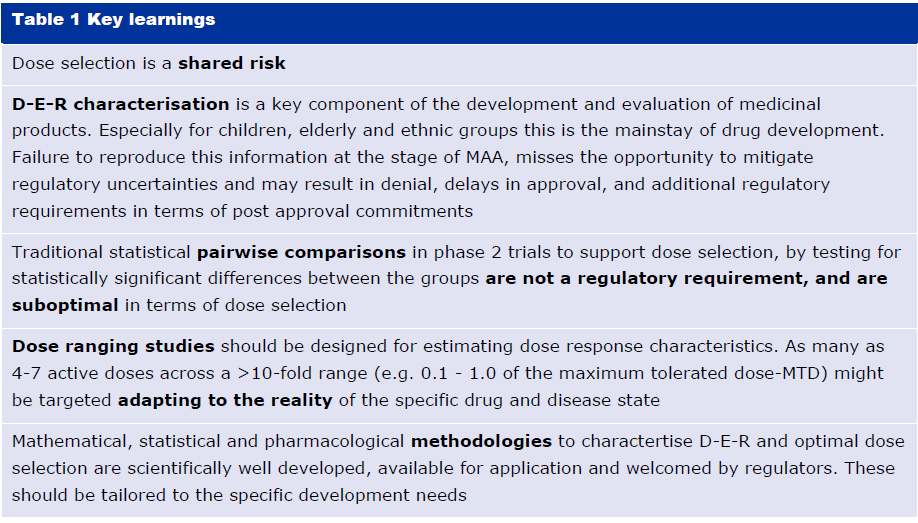 Table 1 Key learnings
Dose selection is a shared risk
D-E-R characterisation is a key component of the development and evaluation of medicinal
products. Especially for children, elderly and ethnic groups this is the mainstay of drug development.
Failure to reproduce this information at the stage of MAA, misses the opportunity to mitigate
regulatory uncertainties and may result in denial, delays in approval, and additional regulatory
requirements in terms of post approval commitments
Traditional statistical pairwise comparisons in phase 2 trials to support dose selection, by testing for
statistically significant differences between the groups are not a regulatory requirement, and are
suboptimal in terms of dose selection
Dose ranging studies should be designed for estimating dose response characteristics. As many as
4-7 active doses across a >10-fold range (e.g. 0.1 - 1.0 of the maximum tolerated dose-MTD) might
be targeted adapting to the reality of the specific drug and disease state
Mathematical, statistical and pharmacological methodologies to charactertise D-E-R and optimal dose
selection are scientifically well developed, available for application and welcomed by regulators. These
should be tailored to the specific development needs